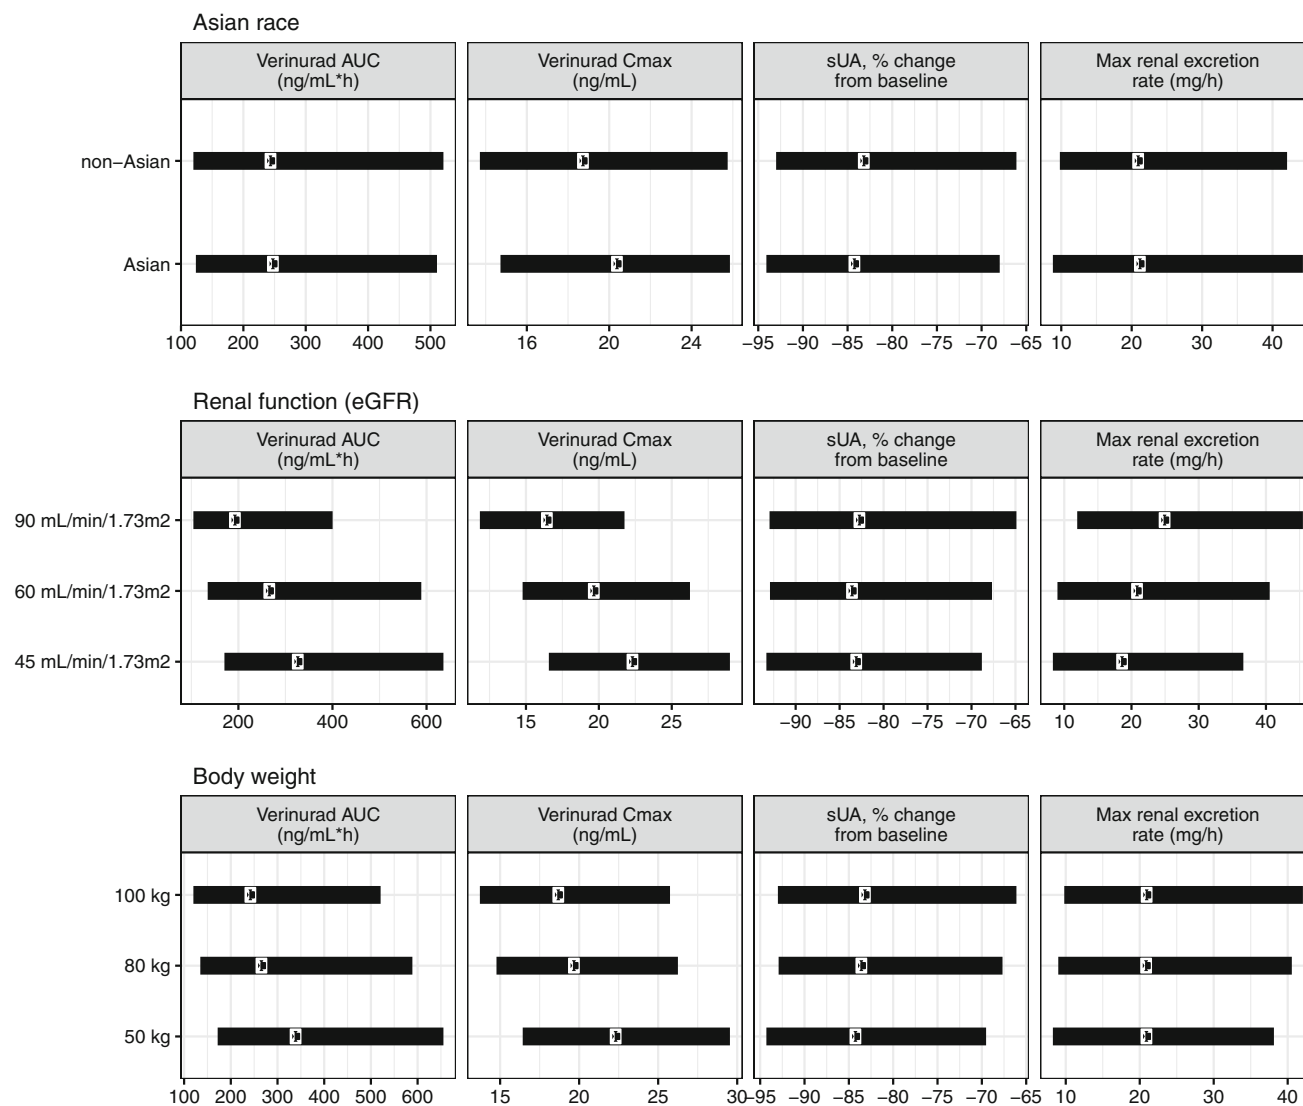 Asian race
Verinurad AUC
(ng/mL*h)
Verinurad Cmax
(ng/mL)
sUA, % change
from baseline
Max renal excretion
rate (mg/h)
non−Asian
Asian
100 200 300 400 500
16 20 24
−95 −90 −85 −80 −75 −70 −65
10 20 30 40
Renal function (eGFR)
Verinurad AUC
(ng/mL*h)
Verinurad Cmax
(ng/mL)
sUA, % change
from baseline
Max renal excretion
rate (mg/h)
90 mL/min/1.73m2
60 mL/min/1.73m2
45 mL/min/1.73m2
200 400 600
15 20 25
−90 −85 −80 −75 −70 −65
10 20 30 40
Body weight
Verinurad AUC
(ng/mL*h)
Verinurad Cmax
(ng/mL)
sUA, % change
from baseline
Max renal excretion
rate (mg/h)
100 kg
80 kg
50 kg
100 200 300 400 500 600
15 20 25 30
−95 −90 −85 −80 −75 −70 −65
10 20 30 40